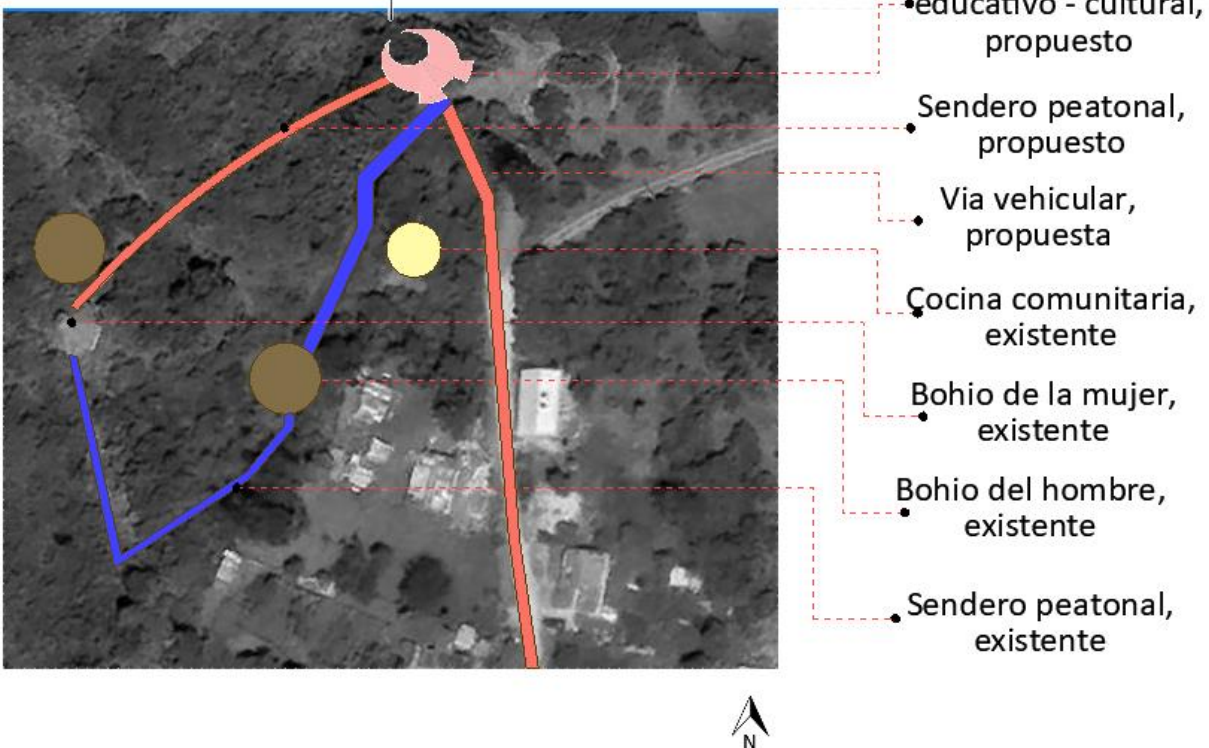 educativo - cultural,
propuesto
Sendero peatonal,
propuesto
Via vehicular,
propuesta
Cocina comunitaria,
existente
Bohio de la mujer,
existente
Bohio del hombre,
existente
Sendero peatonal,
existente
N